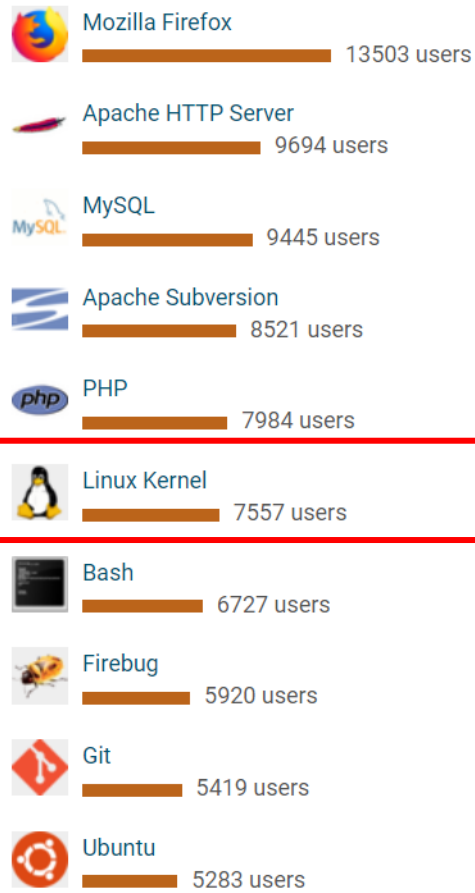 Mozilla Firefox
13503 users
Apache HTTP Server
9694 users
MySQL
MySQL
9445 users
Apache Subversion
8521 users
php
PHP
7984 users
Linux Kernel
7557 users
Bash
6727 users
Firebug
5920 users
Git
5419 users
Ubuntu
5283 users